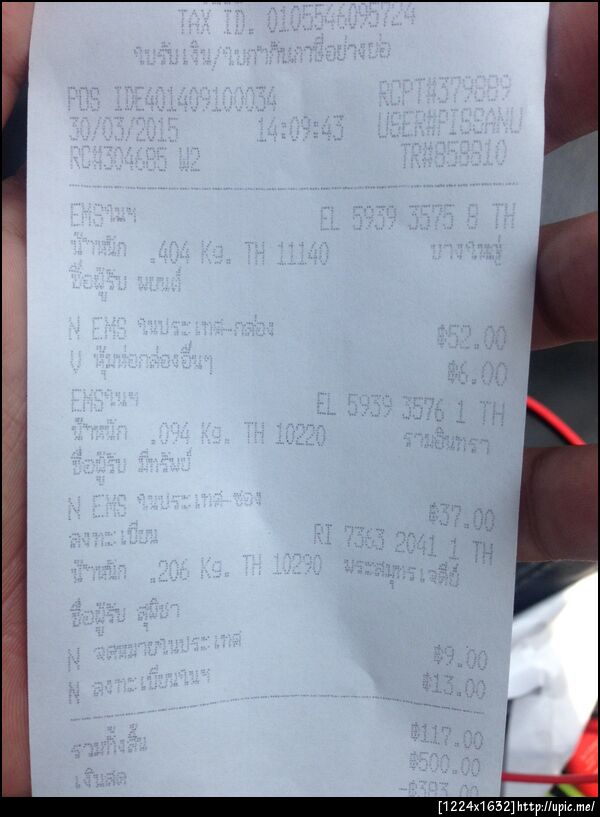 TAX ID. 0105546095724
ใบรับเงิน/ใบกำกับภาษีอย่างย่อ
POS IDE401409100034 RCPT#379889
30/03/2015 14:09:43 USER#PISSANU
RC#304685 W2 TR#858810
EMSในฯ EL 5939 3575 8 TH
น้ำหนัก .404 Kg. TH 11140 บางใหญ่
ชื่อผู้รับ พยนต์
N EMS ในประเทศ-กล่อง ฿52.00
V หุ้มห่อกล่องอื่นๆ ฿6.00
EMSในฯ EL 5939 3576 1 TH
น้ำหนัก .094 Kg. TH 10220 รามอินทรา
ชื่อผู้รับ มีทรัพย์
N EMS ในประเทศ-ซอง ฿37.00
ลงทะเบียน RI 7363 2041 1 TH
น้ำหนัก .206 Kg. TH 10290 พระสมุทรเจดีย์
ชื่อผู้รับ สุมิชา
N จดหมายในประเทศ ฿9.00
N ลงทะเบียนในฯ ฿13.00
รวมทั้งสิ้น ฿117.00
เงินสด ฿500.00
-฿383.00
[1224x1632]http://upic.me/